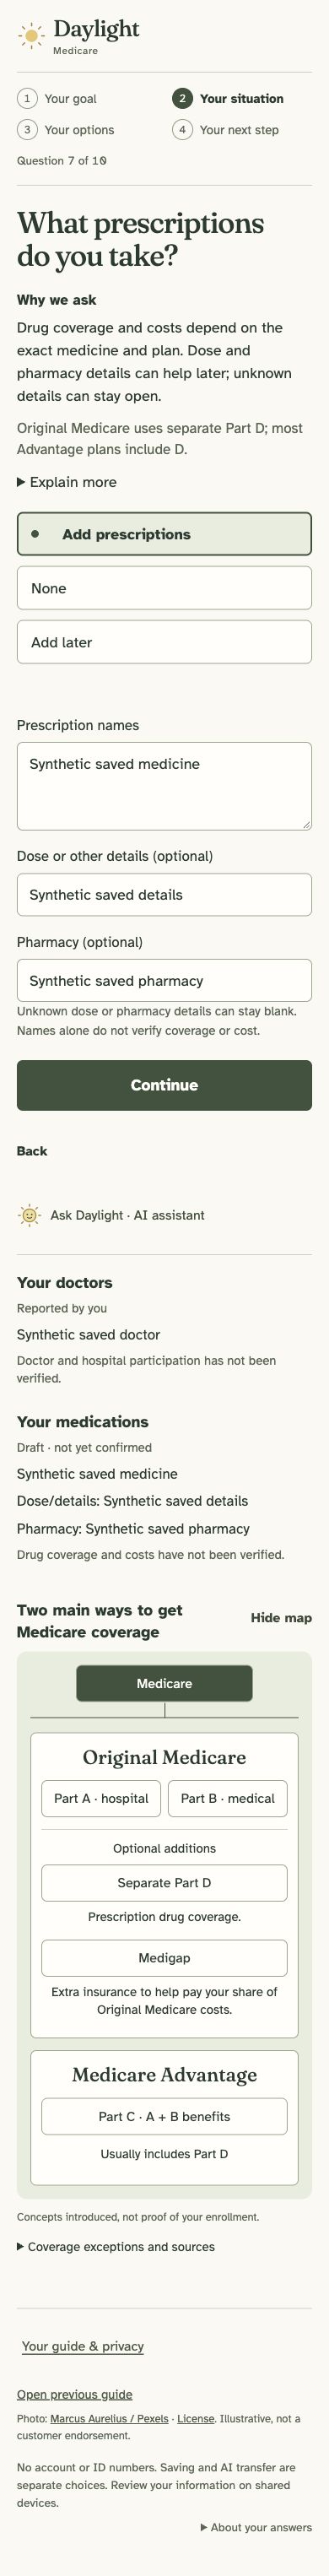 Daylight
Medicare
1 Your goal
2 Your situation
3 Your options
4 Your next step
Question 7 of 10
What prescriptions
do you take?
Why we ask
Drug coverage and costs depend on the
exact medicine and plan. Dose and
pharmacy details can help later; unknown
details can stay open.
Original Medicare uses separate Part D; most
Advantage plans include D.
Explain more
Add prescriptions
None
Add later
Prescription names
Synthetic saved medicine
Dose or other details (optional)
Synthetic saved details
Pharmacy (optional)
Synthetic saved pharmacy
Unknown dose or pharmacy details can stay blank.
Names alone do not verify coverage or cost.
Continue
Back
Ask Daylight · AI assistant
Your doctors
Reported by you
Synthetic saved doctor
Doctor and hospital participation has not been
verified.
Your medications
Draft · not yet confirmed
Synthetic saved medicine
Dose/details: Synthetic saved details
Pharmacy: Synthetic saved pharmacy
Drug coverage and costs have not been verified.
Two main ways to get
Medicare coverage
Hide map
Medicare
Original Medicare
Part A · hospital
Part B · medical
Optional additions
Separate Part D
Prescription drug coverage.
Medigap
Extra insurance to help pay your share of
Original Medicare costs.
Medicare Advantage
Part C · A + B benefits
Usually includes Part D
Concepts introduced, not proof of your enrollment.
Coverage exceptions and sources
Your guide & privacy
Open previous guide
Photo: Marcus Aurelius / Pexels · License. Illustrative, not a
customer endorsement.
No account or ID numbers. Saving and AI transfer are
separate choices. Review your information on shared
devices.
About your answers